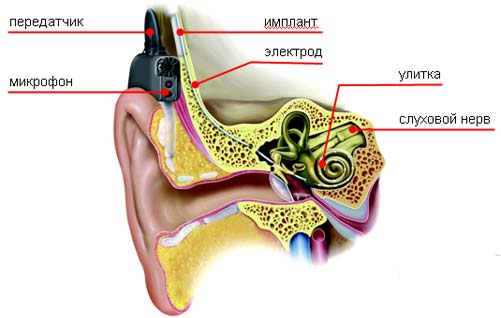 передатчик
имплант
электрод
микрофон
улитка
слуховой нерв